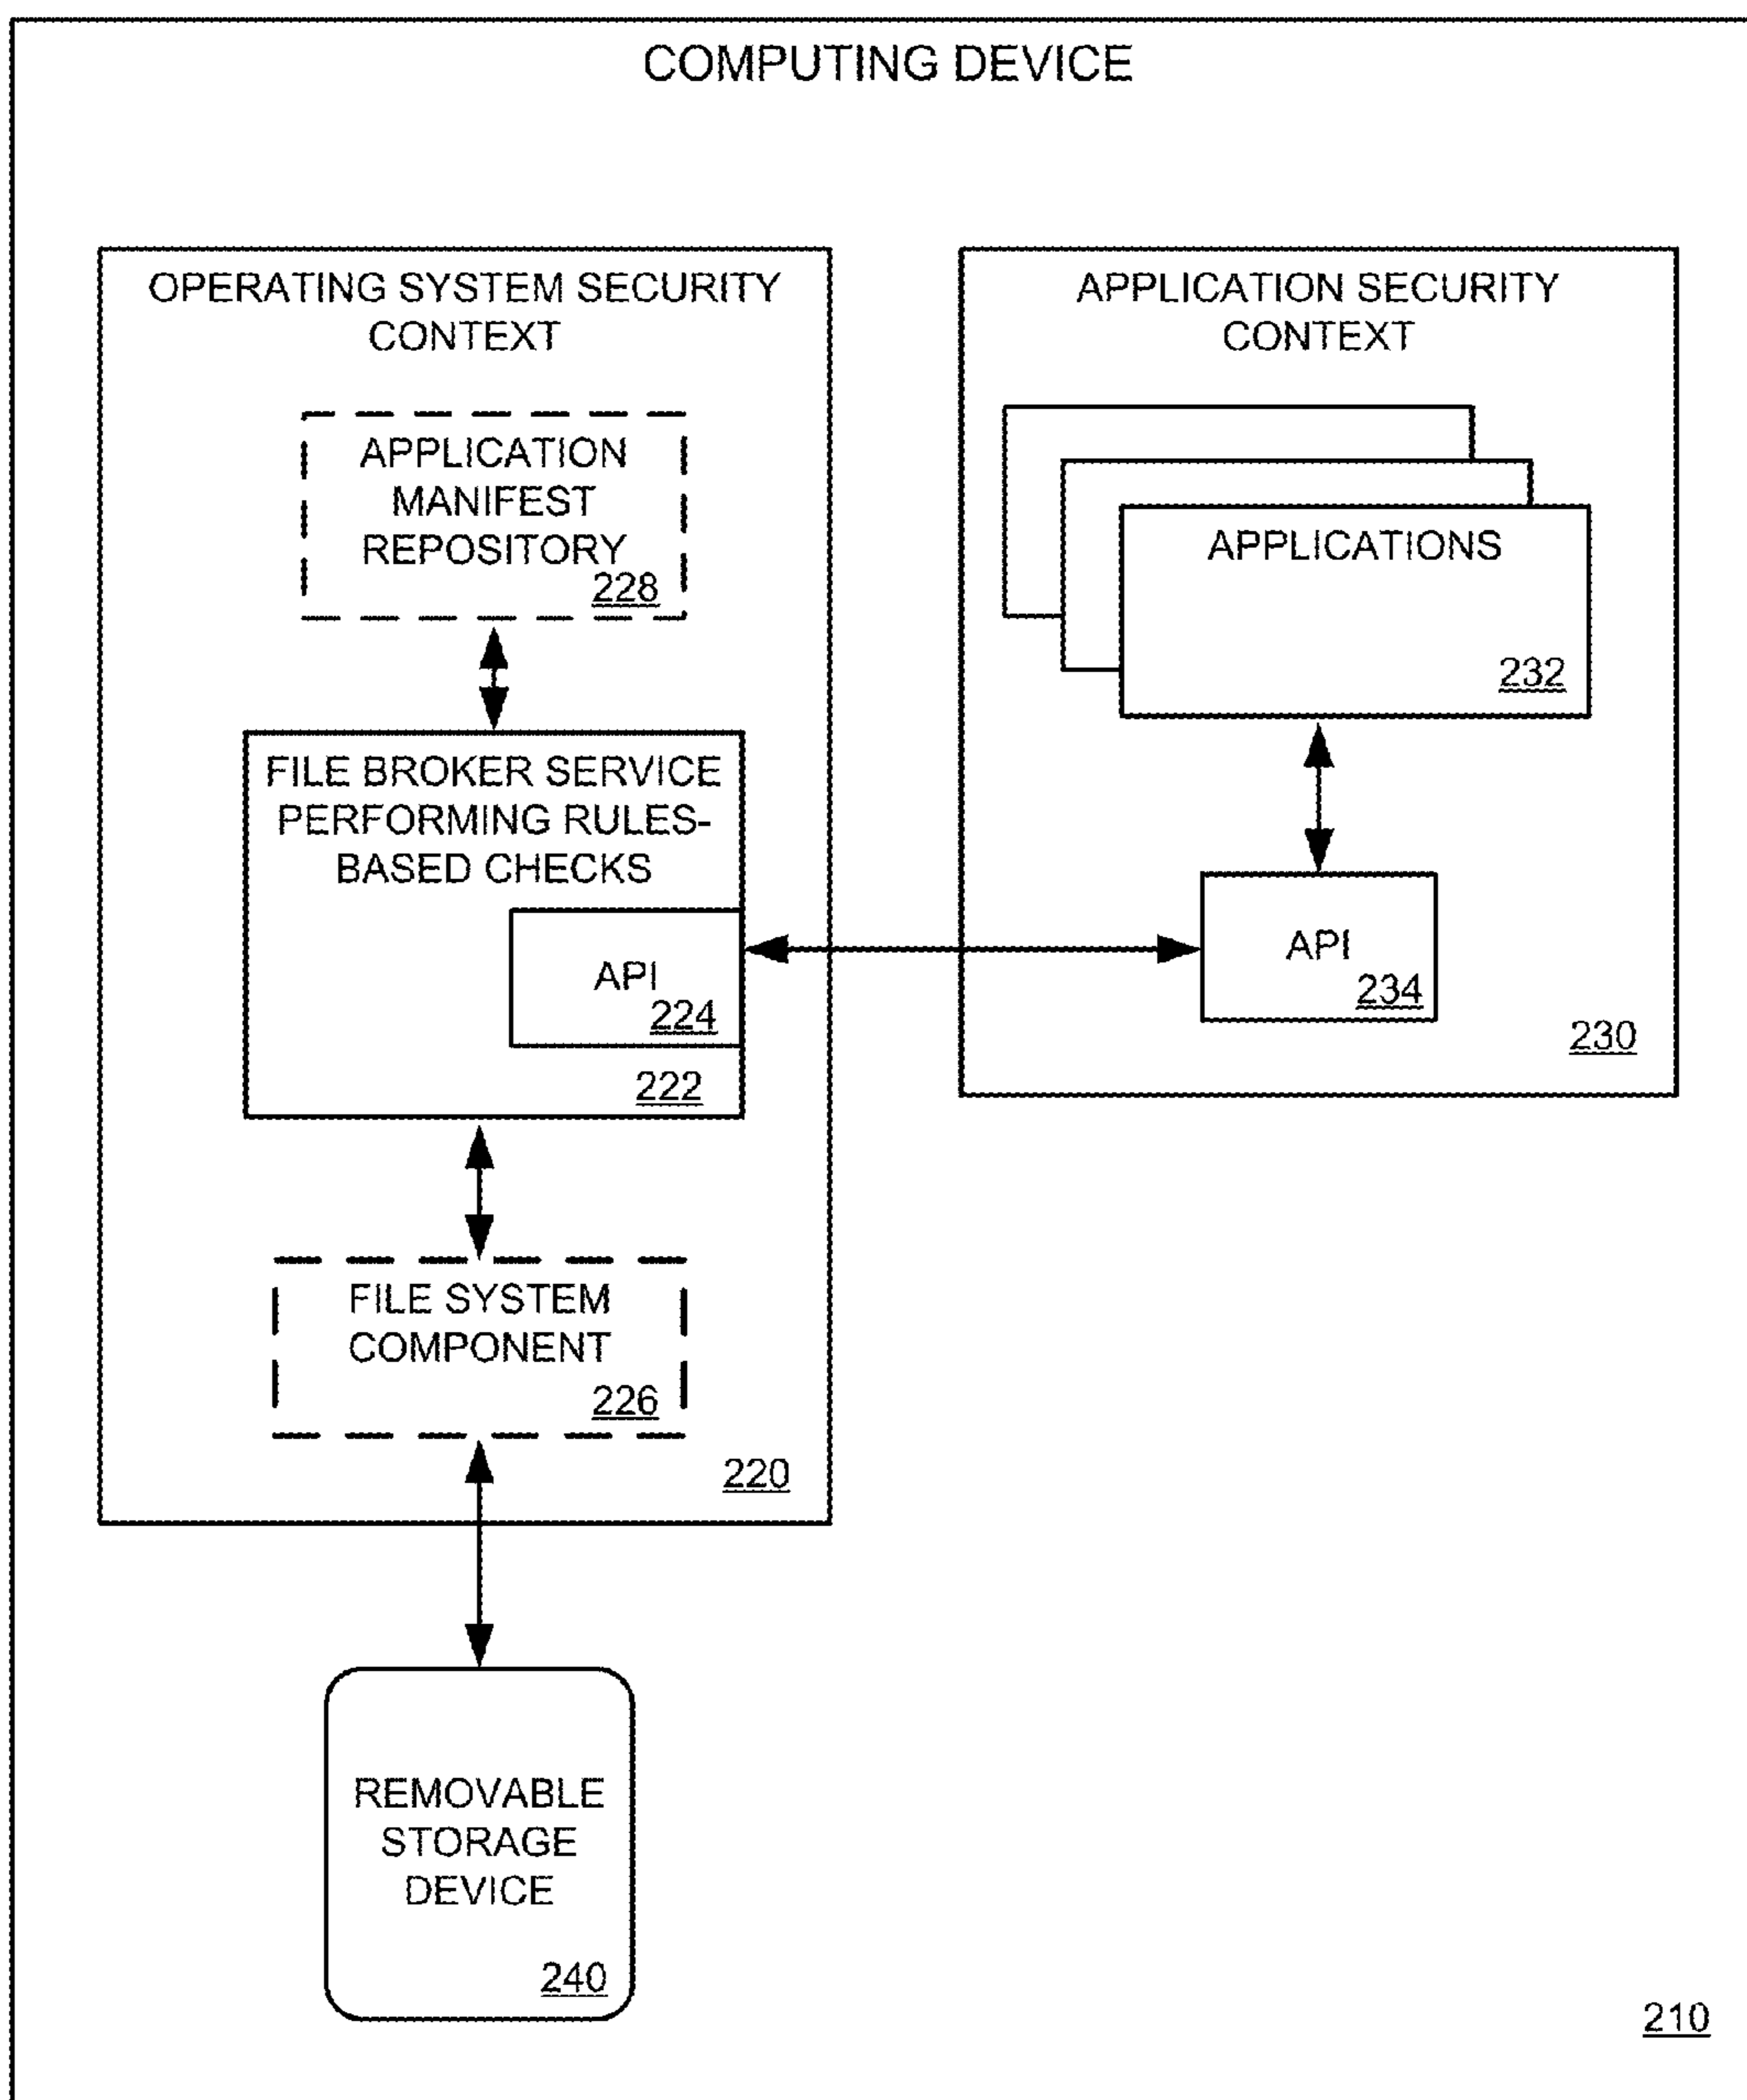 COMPUTING DEVICE
OPERATING SYSTEM SECURITY
CONTEXT
APPLICATION
MANIFEST
REPOSITORY
228
FILE BROKER SERVICE
PERFORMING RULES-
BASED CHECKS
API
224
222
FILE SYSTEM
COMPONENT
226
220
APPLICATION SECURITY
CONTEXT
APPLICATIONS
232
API
234
230
REMOVABLE
STORAGE
DEVICE
240
210